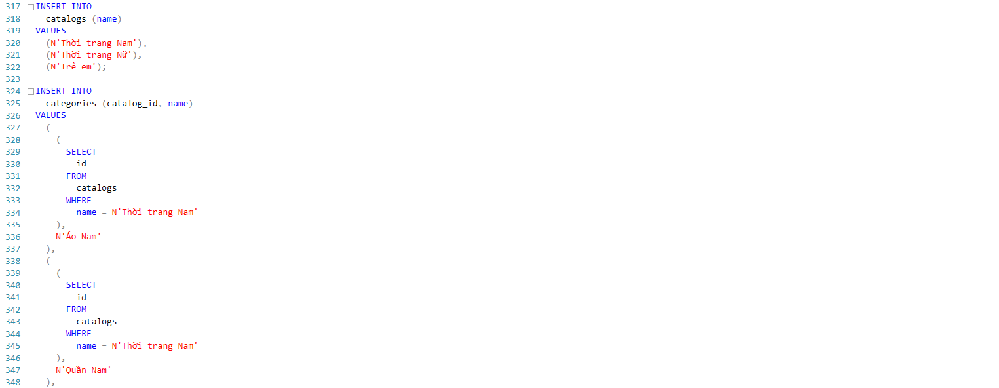 317 INSERT INTO
318 catalogs (name)
319 VALUES
320 (N'Thời trang Nam'),
321 (N'Thời trang Nữ'),
322 (N'Trẻ em');
323
324 INSERT INTO
325 categories (catalog_id, name)
326 VALUES
327 (
328 (
329 SELECT
330 id
331 FROM
332 catalogs
333 WHERE
334 name = N'Thời trang Nam'
335 ),
336 N'Áo Nam'
337 ),
338 (
339 (
340 SELECT
341 id
342 FROM
343 catalogs
344 WHERE
345 name = N'Thời trang Nam'
346 ),
347 N'Quần Nam'
348 ),